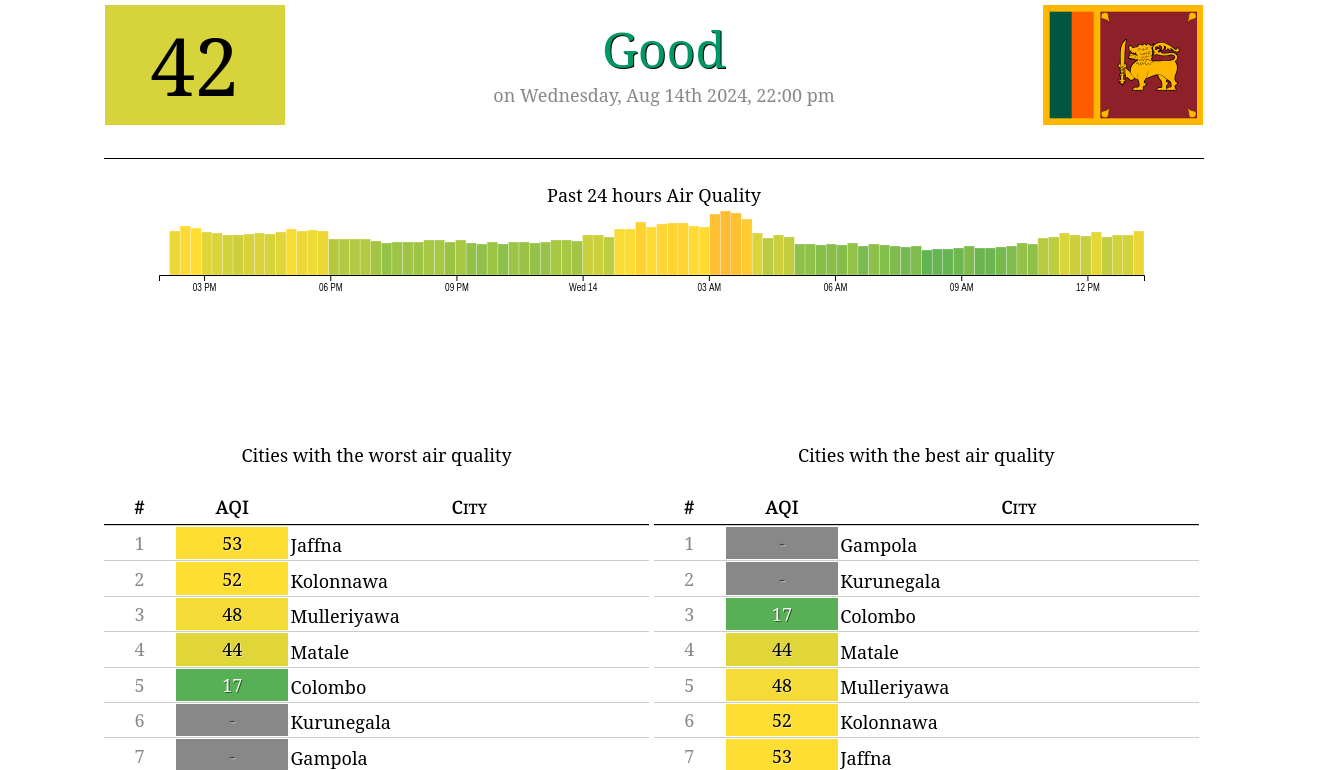 42
Good
on Wednesday, Aug 14th 2024, 22:00 pm
Past 24 hours Air Quality
03 PM 06 PM 09 PM Wed 14 03 AM 06 AM 09 AM 12 PM
Cities with the worst air quality
# AQI City
1 53 Jaffna
2 52 Kolonnawa
3 48 Mulleriyawa
4 44 Matale
5 17 Colombo
6 - Kurunegala
7 - Gampola
Cities with the best air quality
# AQI City
1 - Gampola
2 - Kurunegala
3 17 Colombo
4 44 Matale
5 48 Mulleriyawa
6 52 Kolonnawa
7 53 Jaffna